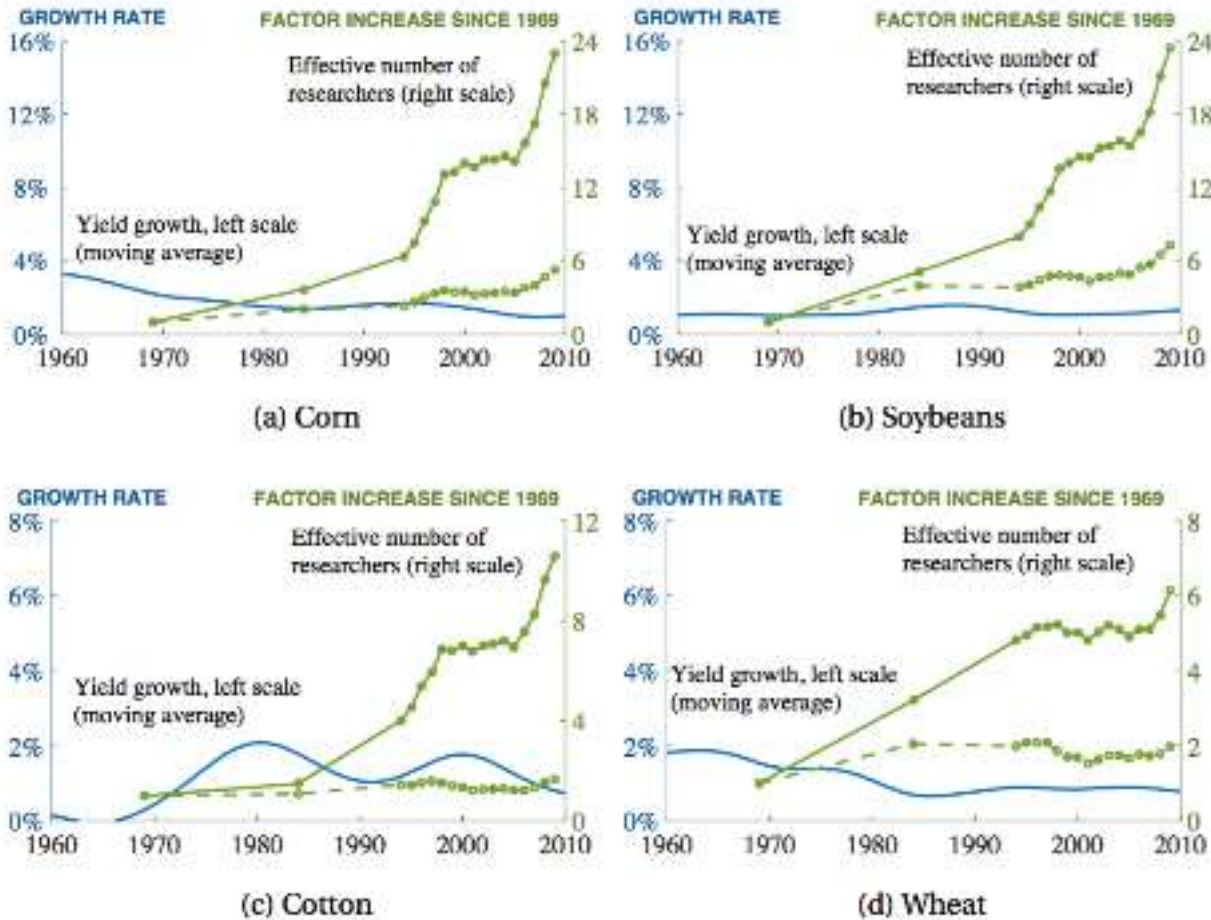 GROWTH RATE FACTOR INCREASE SINCE 1969
16% 24
Effective number of
researchers (right scale)
12% 18
8% 12
Yield growth, left scale
(moving average)
4% 6
0% 0
1960 1970 1980 1990 2000 2010
(a) Corn
GROWTH RATE FACTOR INCREASE SINCE 1969
16% 24
Effective number of
researchers (right scale)
12% 18
8% 12
Yield growth, left scale
(moving average)
4% 6
0% 0
1960 1970 1980 1990 2000 2010
(b) Soybeans
GROWTH RATE FACTOR INCREASE SINCE 1969
8% 12
Effective number of
researchers (right scale)
6% 8
4%
Yield growth, left scale
(moving average)
4
2%
0% 0
1960 1970 1980 1990 2000 2010
(c) Cotton
GROWTH RATE FACTOR INCREASE SINCE 1969
8% 8
Effective number of
researchers (right scale)
6% 6
4% 4
Yield growth, left scale
(moving average)
2% 2
0% 0
1960 1970 1980 1990 2000 2010
(d) Wheat